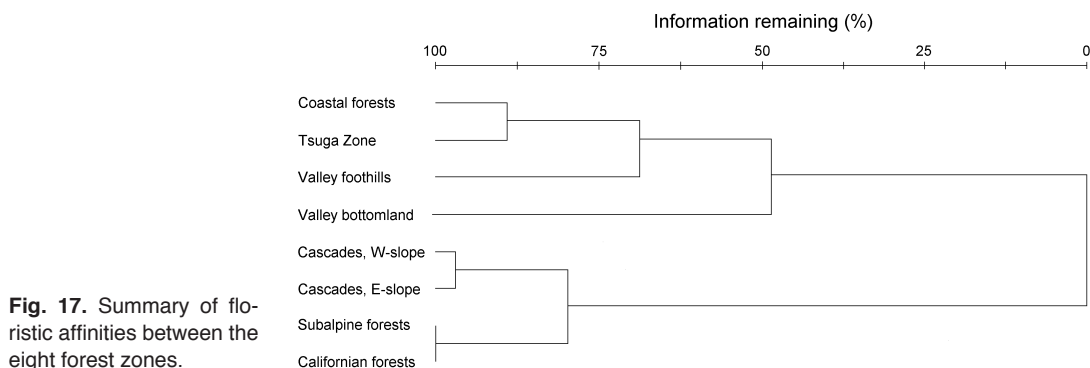 Information remaining (%)
100 75 50 25 0
Coastal forests
Tsuga Zone
Valley foothills
Valley bottomland
Cascades, W-slope
Cascades, E-slope
Subalpine forests
Californian forests
Fig. 17. Summary of flo-
ristic affinities between the
eight forest zones.